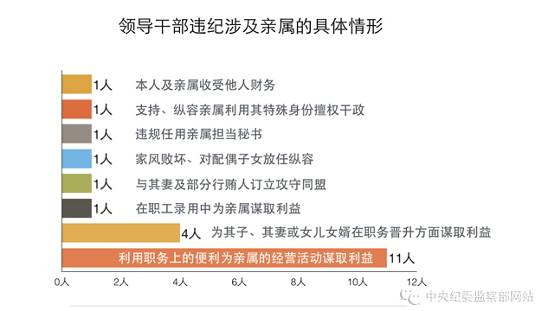 领导干部违纪涉及亲属的具体情形
1人 本人及亲属收受他人财务
1人 支持、纵容亲属利用其特殊身份擅权干政
1人 违规任用亲属担当秘书
1人 家风败坏、对配偶子女放任纵容
1人 与其妻及部分行贿人订立攻守同盟
1人 在职工录用中为亲属谋取利益
4人 为其子、其妻或女儿女婿在职务晋升方面谋取利益
利用职务上的便利为亲属的经营活动谋取利益 11人
0人 2人 4人 6人 8人 10人 12人
中央纪委监察部网站